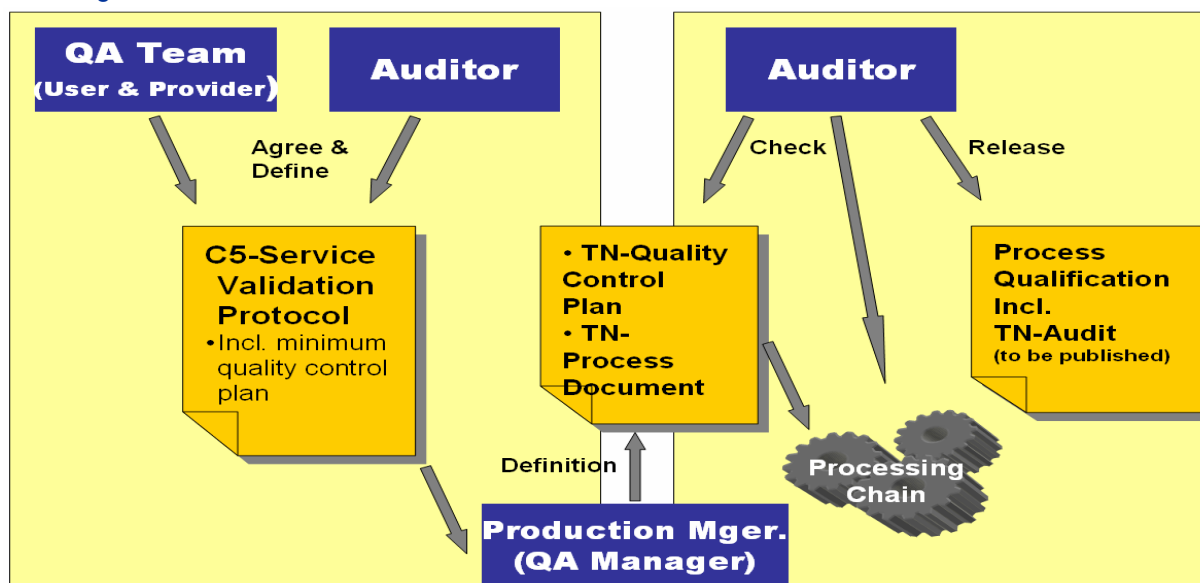 QA Team
(User & Provider)
Auditor
Agree &
Define
C5-Service
Validation
Protocol
•Incl. minimum
quality control
plan
Definition
Production Mger.
(QA Manager)
• TN-Quality
Control
Plan
• TN-
Process
Document
Auditor
Check
Release
Process
Qualification
Incl.
TN-Audit
(to be published)
Processing
Chain